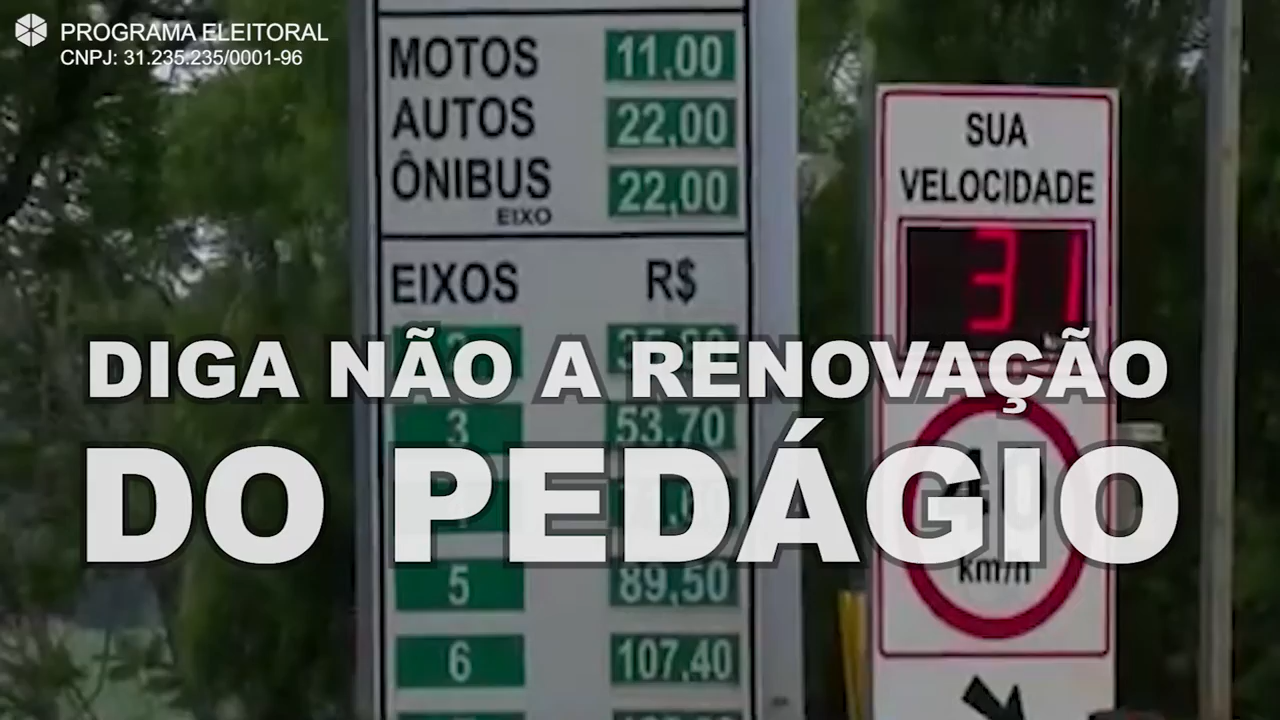 PROGRAMA ELEITORAL
CNPJ: 31.235.235/0001-96
MOTOS 11,00
AUTOS 22,00
ÔNIBUS 22,00
EIXO
EIXOS R$
3 53,70
5 89,50
6 107,40
SUA
VELOCIDADE
31
40
km/h
DIGA NÃO A RENOVAÇÃO
DO PEDÁGIO